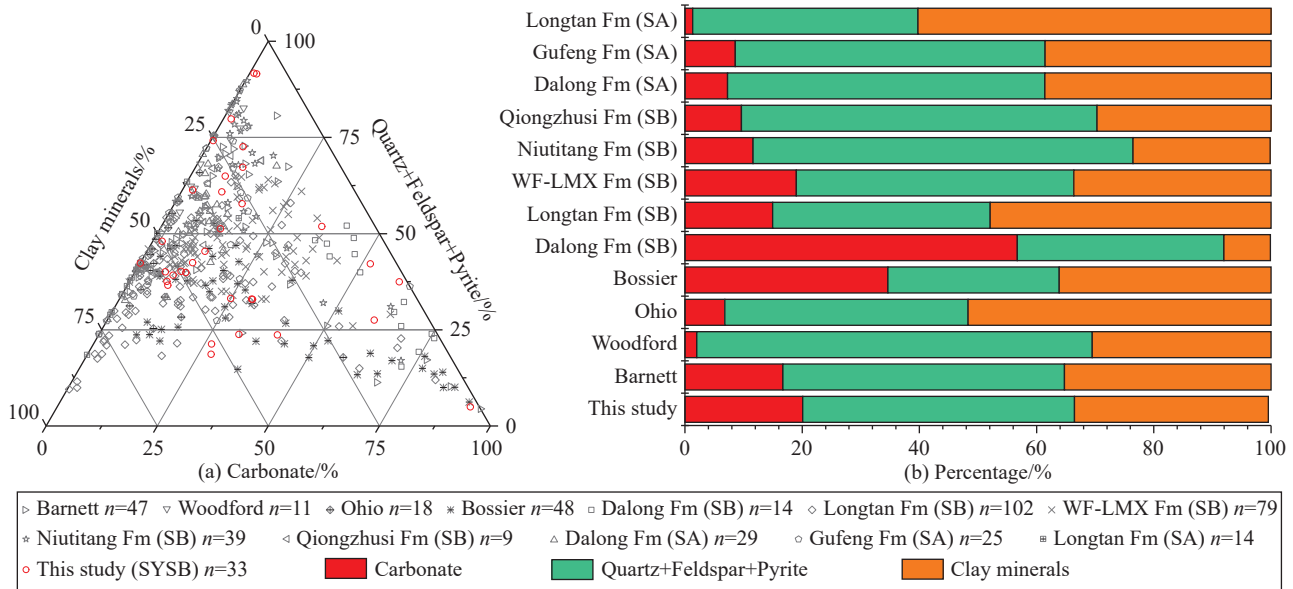 0
100
25
75
Clay minerals/%
Quartz+Feldspar+Pyrite/%
50
50
75
25
100
0
0
25
50
75
100
(a) Carbonate/%
Longtan Fm (SA)
Gufeng Fm (SA)
Dalong Fm (SA)
Qiongzhusi Fm (SB)
Niutitang Fm (SB)
WF-LMX Fm (SB)
Longtan Fm (SB)
Dalong Fm (SB)
Bossier
Ohio
Woodford
Barnett
This study
0 20 40 60 80 100
(b) Percentage/%
Barnett n=47 Woodford n=11 Ohio n=18 Bossier n=48 Dalong Fm (SB) n=14 Longtan Fm (SB) n=102 WF-LMX Fm (SB) n=79
Niutitang Fm (SB) n=39 Qiongzhusi Fm (SB) n=9 Dalong Fm (SA) n=29 Gufeng Fm (SA) n=25 Longtan Fm (SA) n=14
This study (SYSB) n=33 Carbonate Quartz+Feldspar+Pyrite Clay minerals